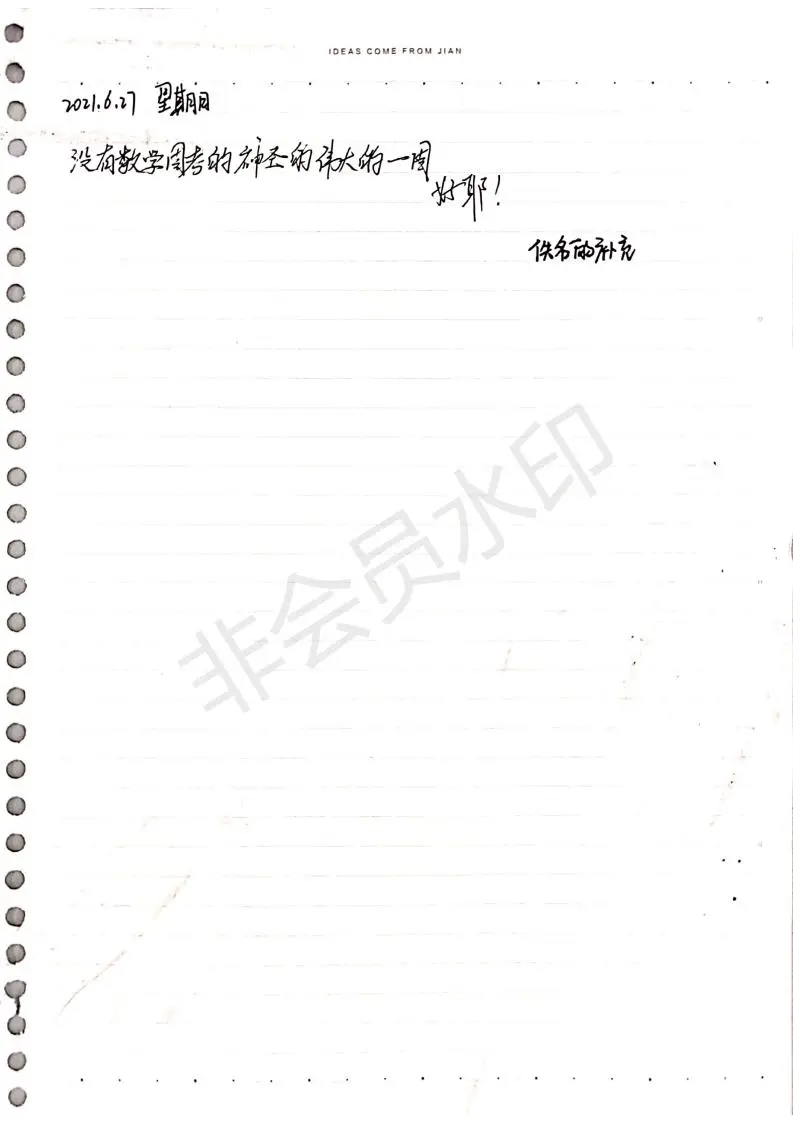 IDEAS COME FROM JIAN
2021.6.27 星期日
没有数学周考的神圣的伟大的一周
好耶！
佚名的补充
非会员水印